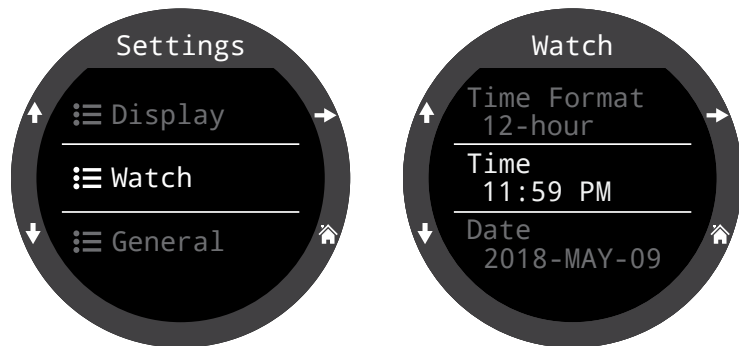 Settings
Display
Watch
General
Watch
Time Format
12-hour
Time
11:59 PM
Date
2018-MAY-09